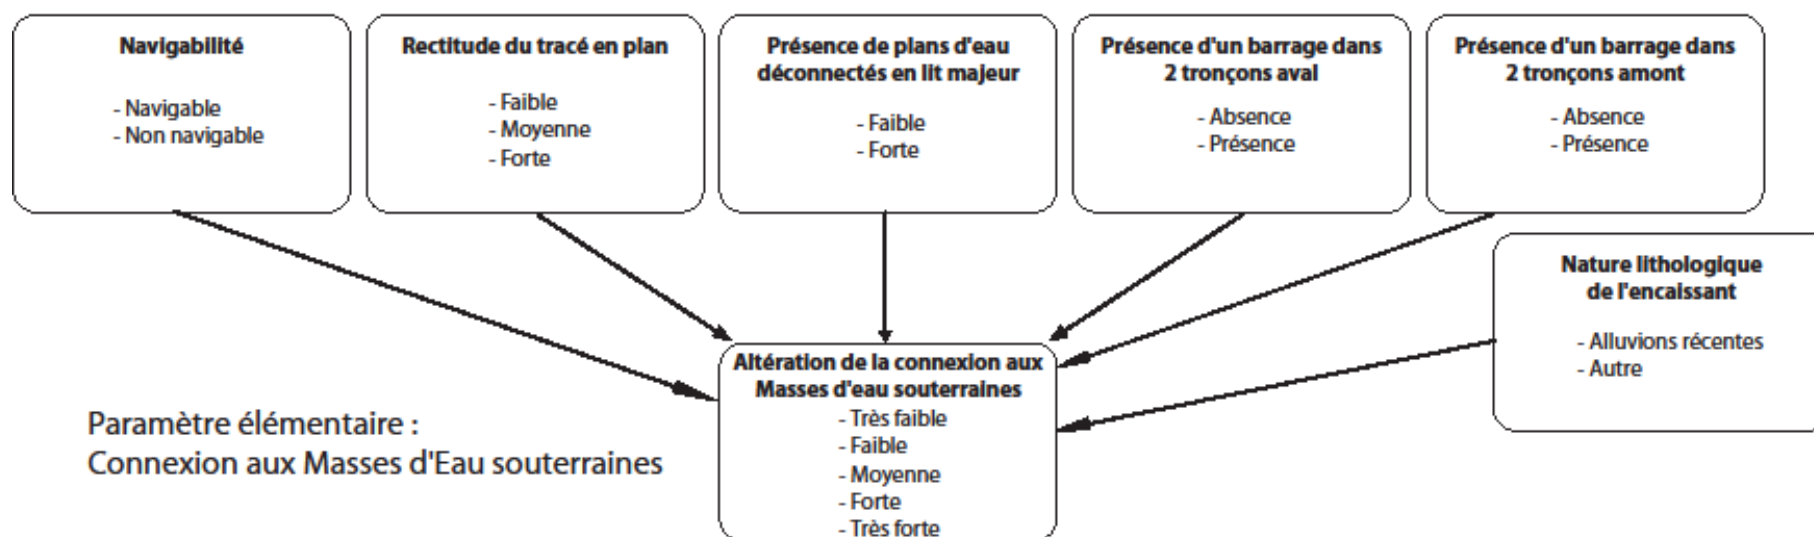 Navigabilité
- Navigable
- Non navigable
Rectitude du tracé en plan
- Faible
- Moyenne
- Forte
Présence de plans d'eau
déconnectés en lit majeur
- Faible
- Forte
Présence d'un barrage dans
2 tronçons aval
- Absence
- Présence
Présence d'un barrage dans
2 tronçons amont
- Absence
- Présence
Nature lithologique
de l'encaissant
- Alluvions récentes
- Autre
Altération de la connexion aux
Masses d'eau souterraines
- Très faible
- Faible
- Moyenne
- Forte
- Très forte
Paramètre élémentaire :
Connexion aux Masses d'Eau souterraines